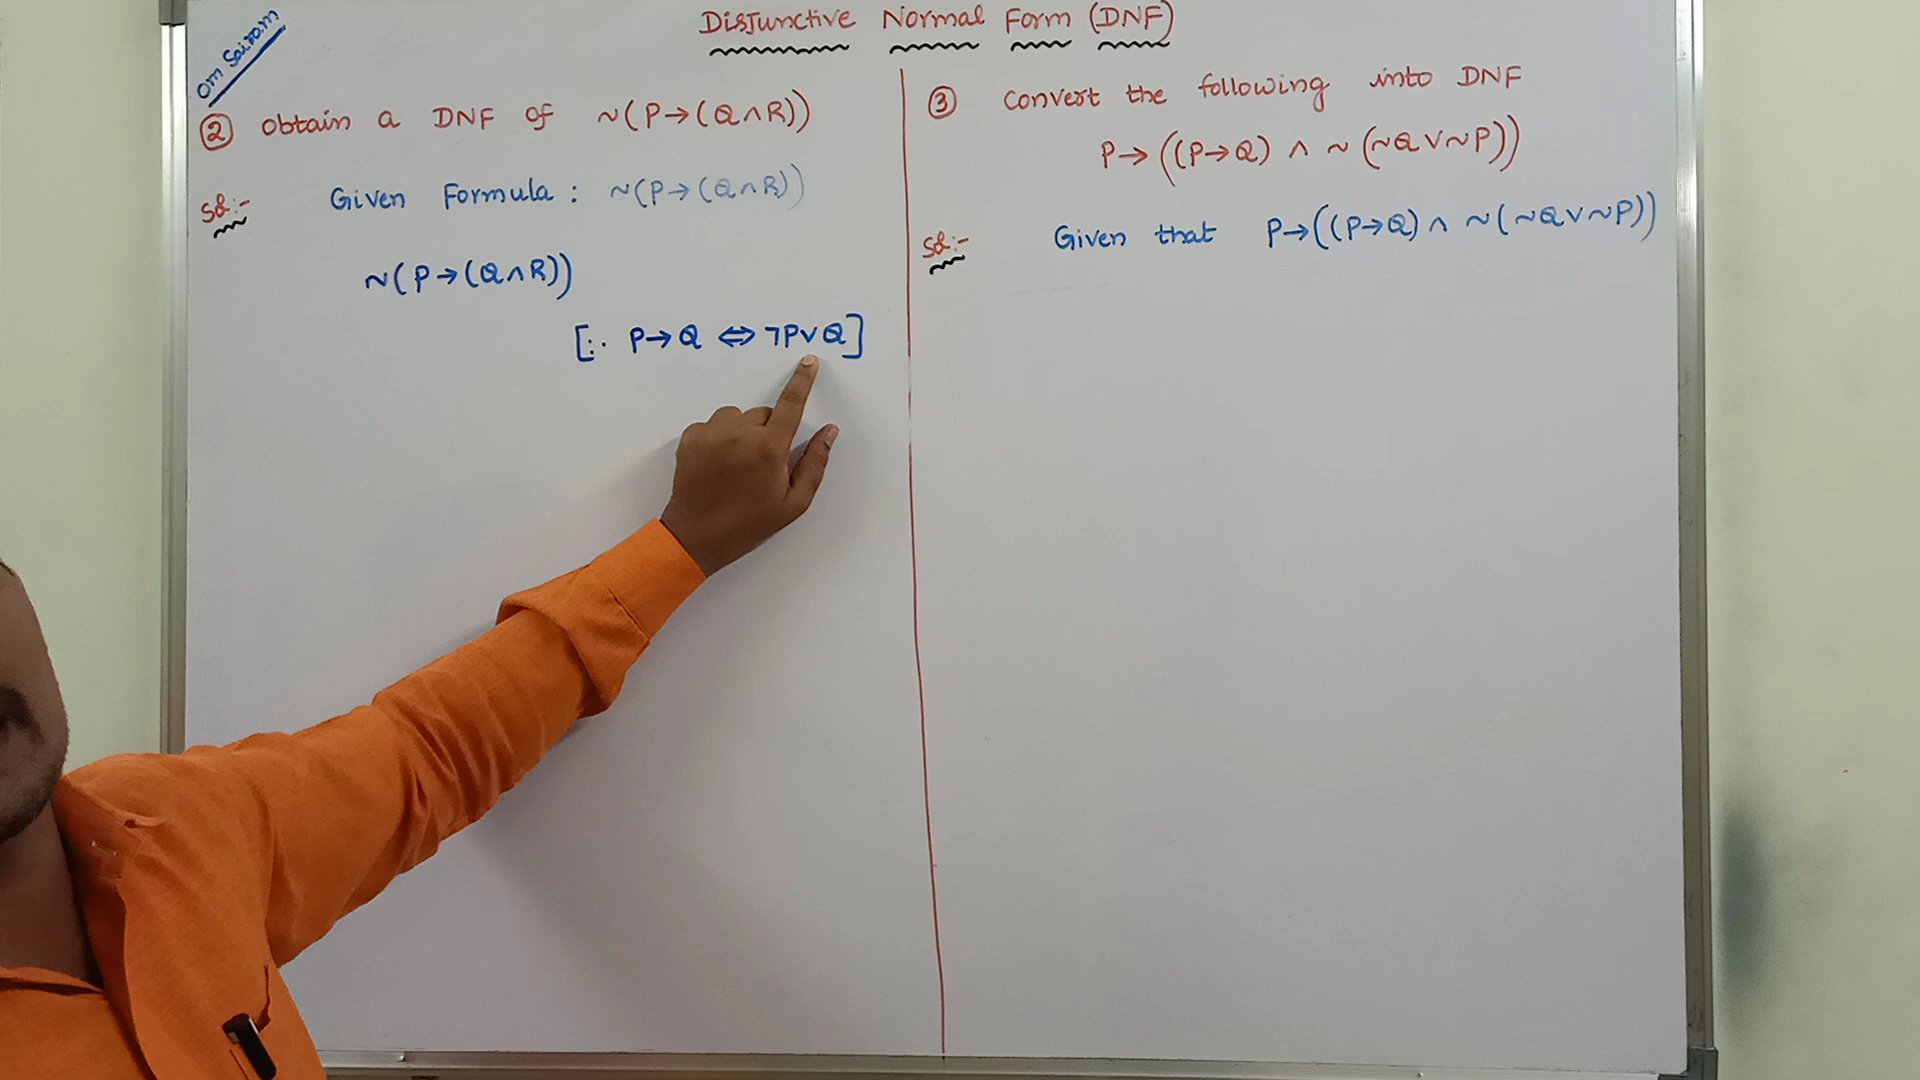 Disjunctive Normal Form (DNF)
Om Sairam
② Obtain a DNF of ~(P→(Q∧R))
Sol:- Given Formula : ~(P→(Q∧R))
~(P→(Q∧R))
[∵ P→Q ⇔ ¬P∨Q]
③ Convert the following into DNF
P→((P→Q) ∧ ~(~Q∨~P))
Sol:- Given that P→((P→Q)∧ ~(~Q∨~P))